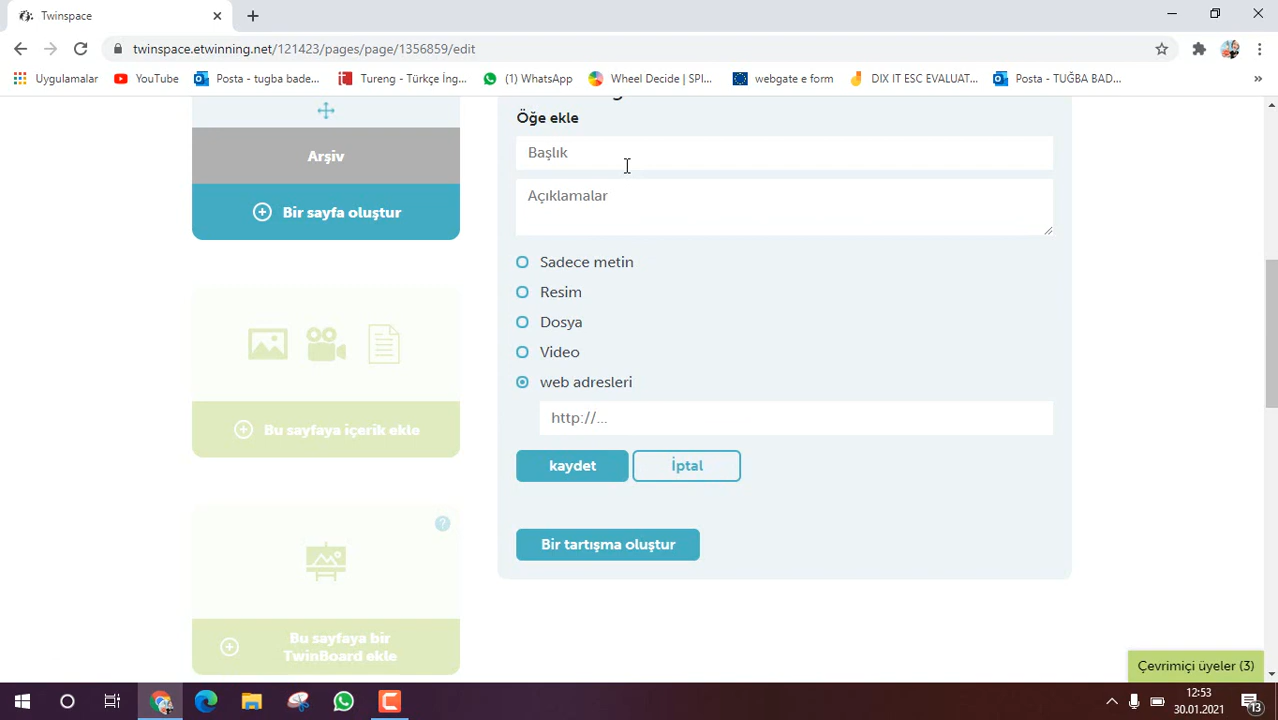 Twinspace
twinspace.etwinning.net/121423/pages/page/1356859/edit
Uygulamalar
YouTube
Posta - tugba bade...
Tureng - Türkçe İng...
(1) WhatsApp
Wheel Decide | SPI...
webgate e form
DIX IT ESC EVALUAT...
Posta - TUĞBA BAD...
»
Arşiv
Bir sayfa oluştur
Bu sayfaya içerik ekle
?
Bu sayfaya bir
TwinBoard ekle
Öğe ekle
Başlık
Açıklamalar
Sadece metin
Resim
Dosya
Video
web adresleri
http://...
kaydet
İptal
Bir tartışma oluştur
Çevrimiçi üyeler (3)
12:53
30.01.2021
13